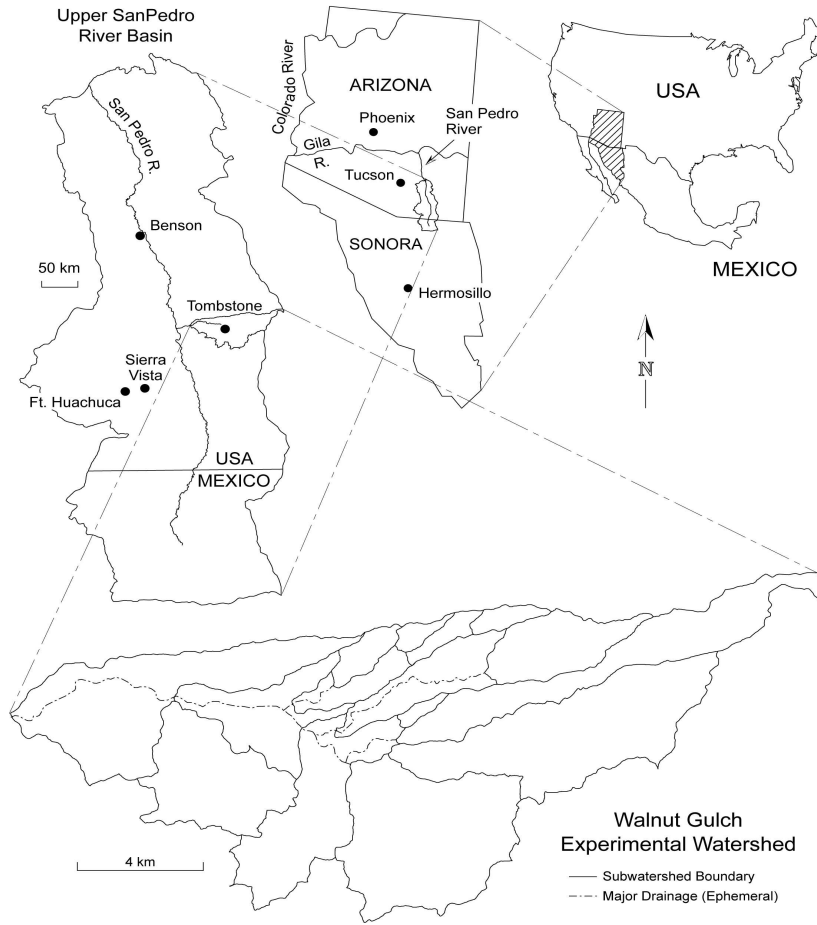 Upper SanPedro
River Basin
San Pedro R.
Benson
50 km
Tombstone
Sierra
Vista
Ft. Huachuca
USA
MEXICO
Colorado River
ARIZONA
Phoenix
San Pedro
River
Gila
R.
Tucson
SONORA
Hermosillo
USA
MEXICO
N
Walnut Gulch
Experimental Watershed
4 km
Subwatershed Boundary
Major Drainage (Ephemeral)